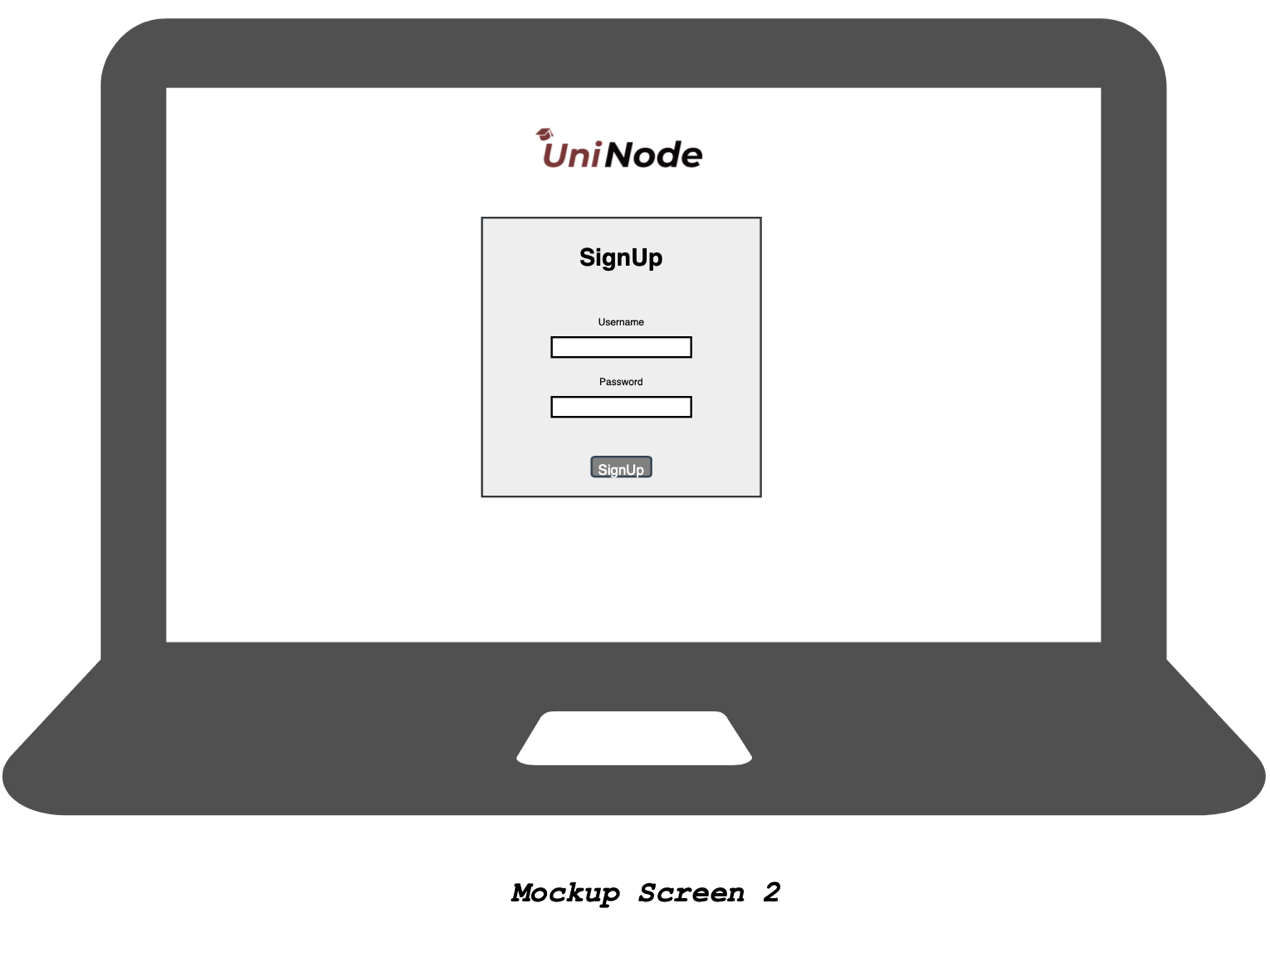 UniNode
SignUp
Username
Password
SignUp
Mockup Screen 2